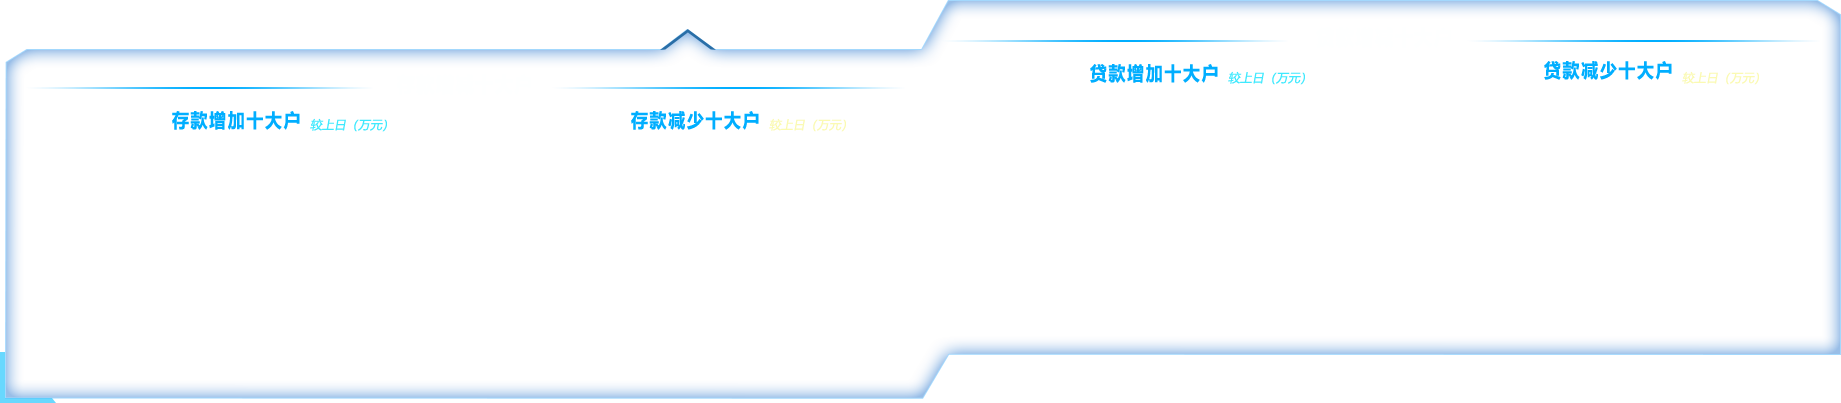 存款增加十大户 较上日（万元）
存款减少十大户 较上日（万元）
贷款增加十大户 较上日（万元）
贷款减少十大户 较上日（万元）